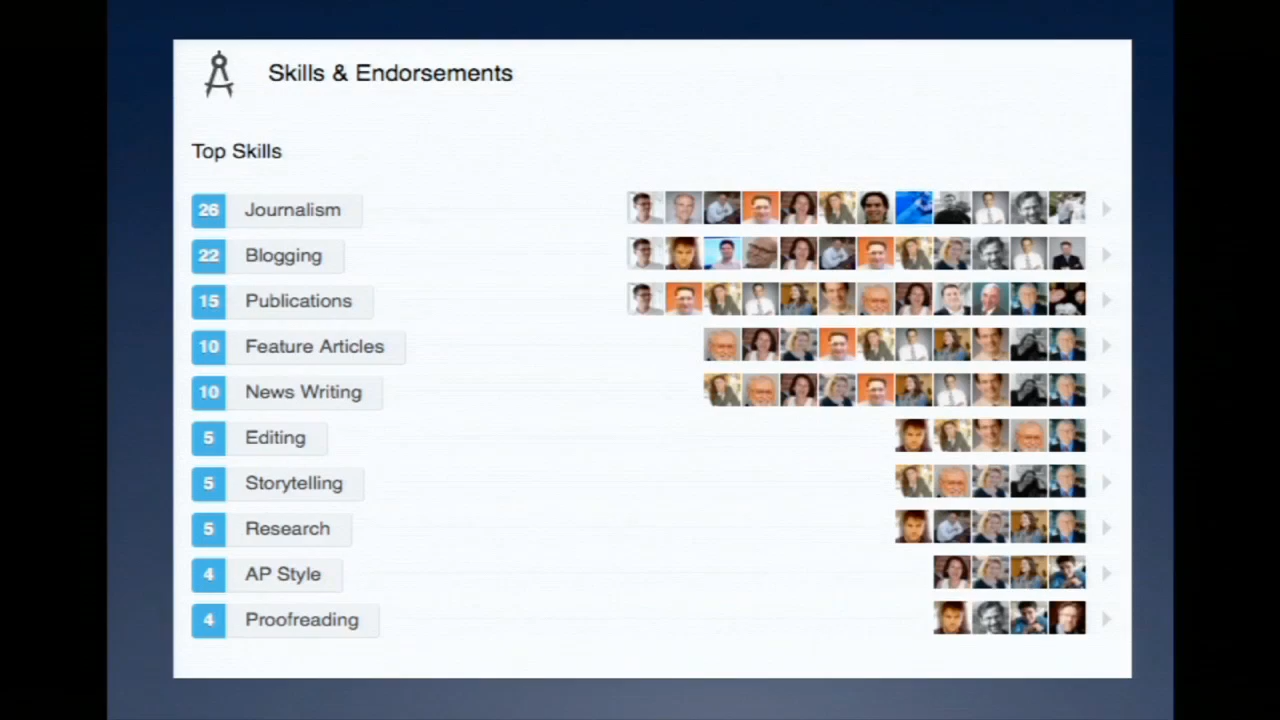 Skills & Endorsements
Top Skills
26 Journalism
22 Blogging
15 Publications
10 Feature Articles
10 News Writing
5 Editing
5 Storytelling
5 Research
4 AP Style
4 Proofreading